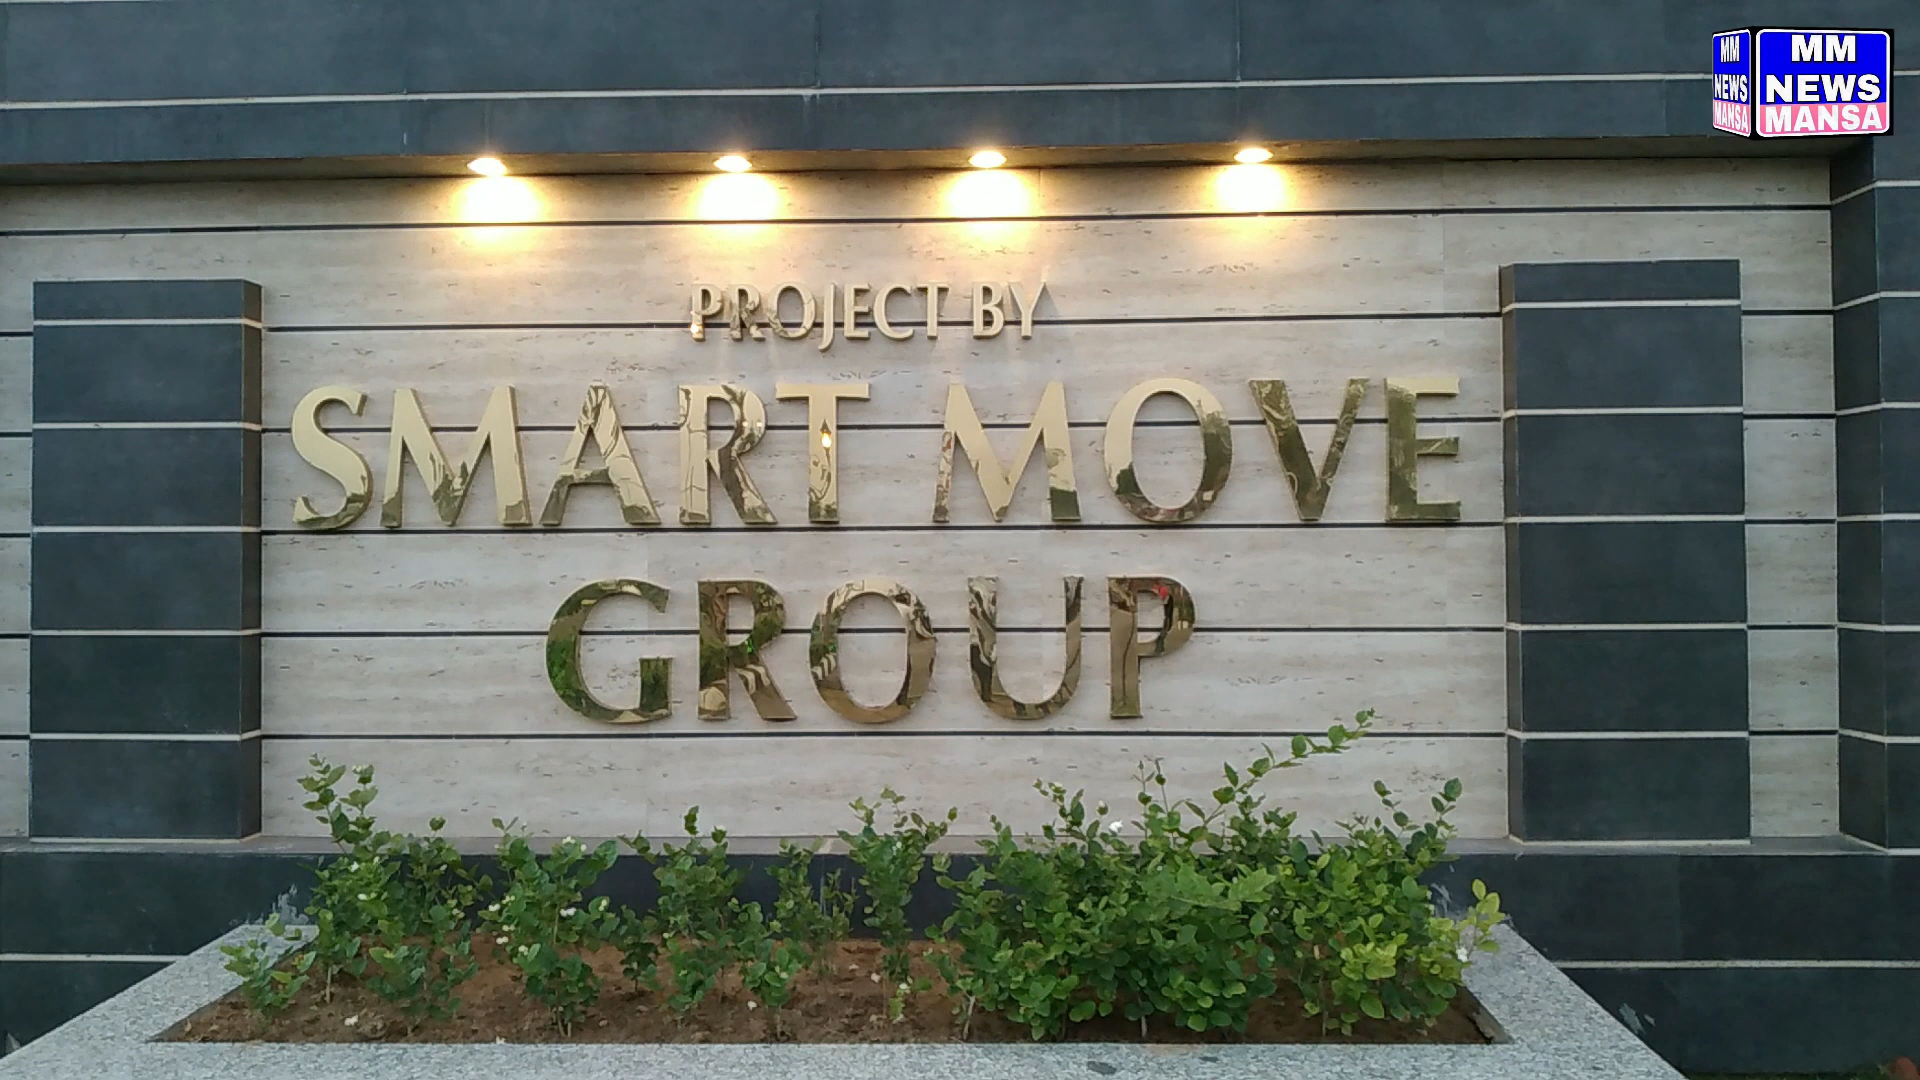 MM
NEWS
MANSA
MM
NEWS
MANSA
PROJECT BY
SMART MOVE
GROUP